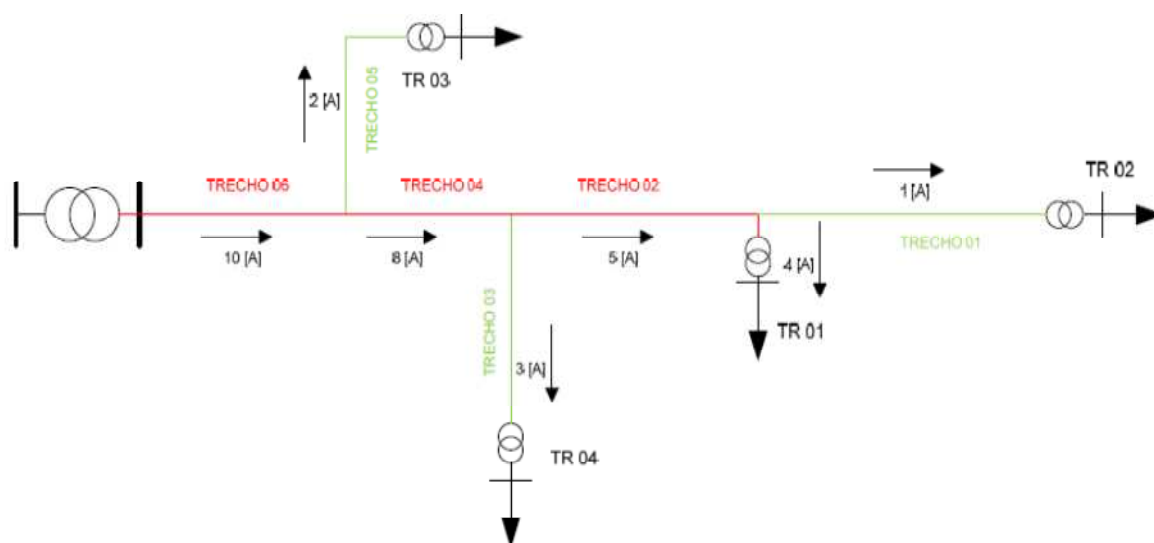 TR 03
2 [A]
TRECHO 05
TRECHO 06
TRECHO 04
TRECHO 02
1 [A]
TR 02
10 [A]
8 [A]
5 [A]
4 [A]
TRECHO 01
TRECHO 03
3 [A]
TR 01
TR 04